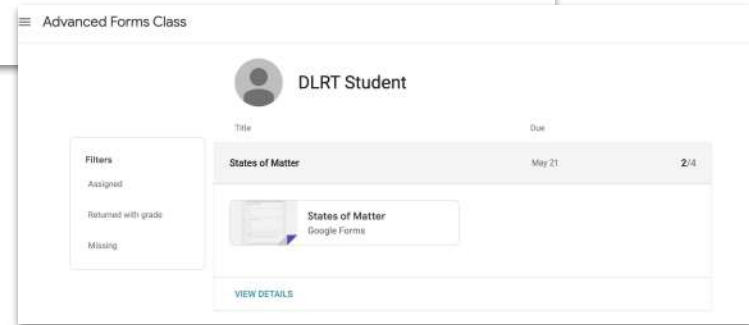 Advanced Forms Class
DLRT Student
Title Due
Filters
Assigned
Returned with grade
Missing
States of Matter May 21 2/4
States of Matter
Google Forms
VIEW DETAILS